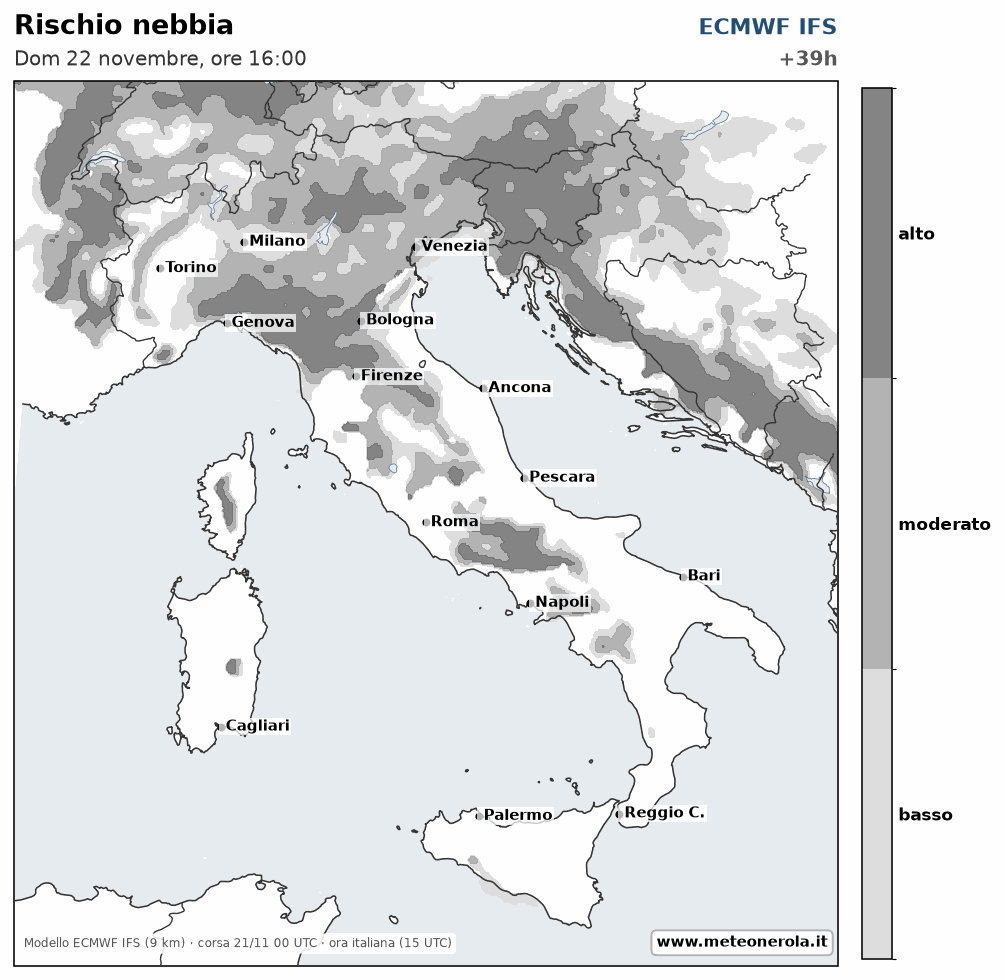 Rischio nebbia
ECMWF IFS
Dom 22 novembre, ore 16:00
+39h
Milano
Venezia
Torino
Genova
Bologna
Firenze
Ancona
Pescara
Roma
Bari
Napoli
Cagliari
Palermo
Reggio C.
alto
moderato
basso
Modello ECMWF IFS (9 km) · corsa 21/11 00 UTC · ora italiana (15 UTC)
www.meteonerola.it